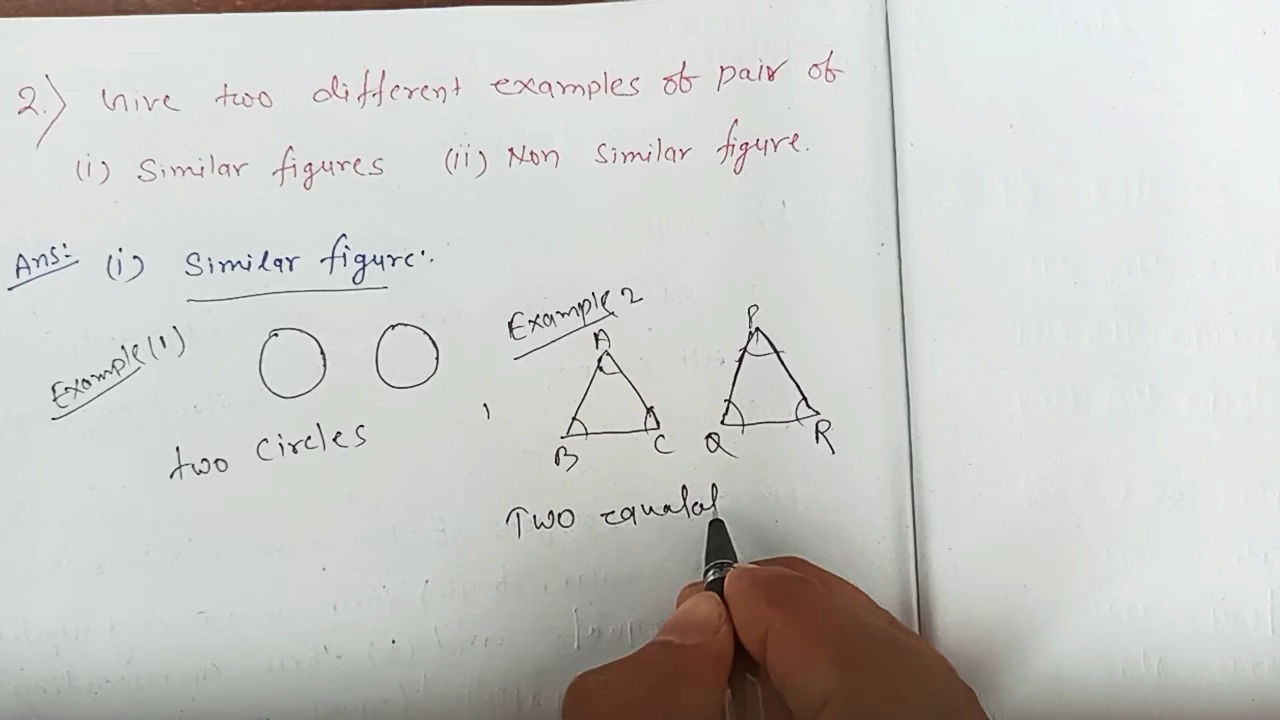 2.) Give two different examples of pair of
(i) Similar figures (ii) Non similar figure.
Ans: (i) Similar figure:
Example (1)
two circles
,
Example 2
A
B C
P
Q R
Two equalat